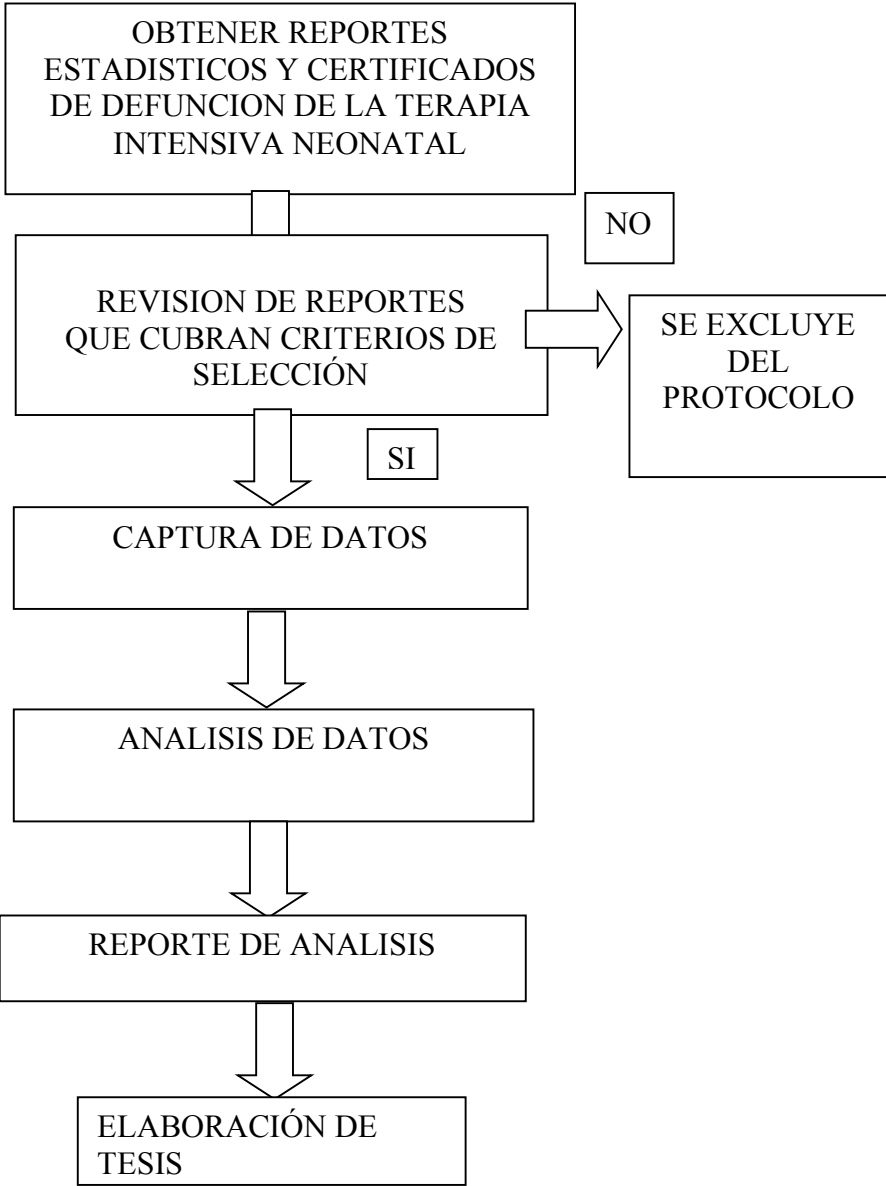 OBTENER REPORTES
ESTADISTICOS Y CERTIFICADOS
DE DEFUNCION DE LA TERAPIA
INTENSIVA NEONATAL
NO
REVISION DE REPORTES
QUE CUBRAN CRITERIOS DE
SELECCIÓN
SE EXCLUYE
DEL
PROTOCOLO
SI
CAPTURA DE DATOS
ANALISIS DE DATOS
REPORTE DE ANALISIS
ELABORACIÓN DE
TESIS